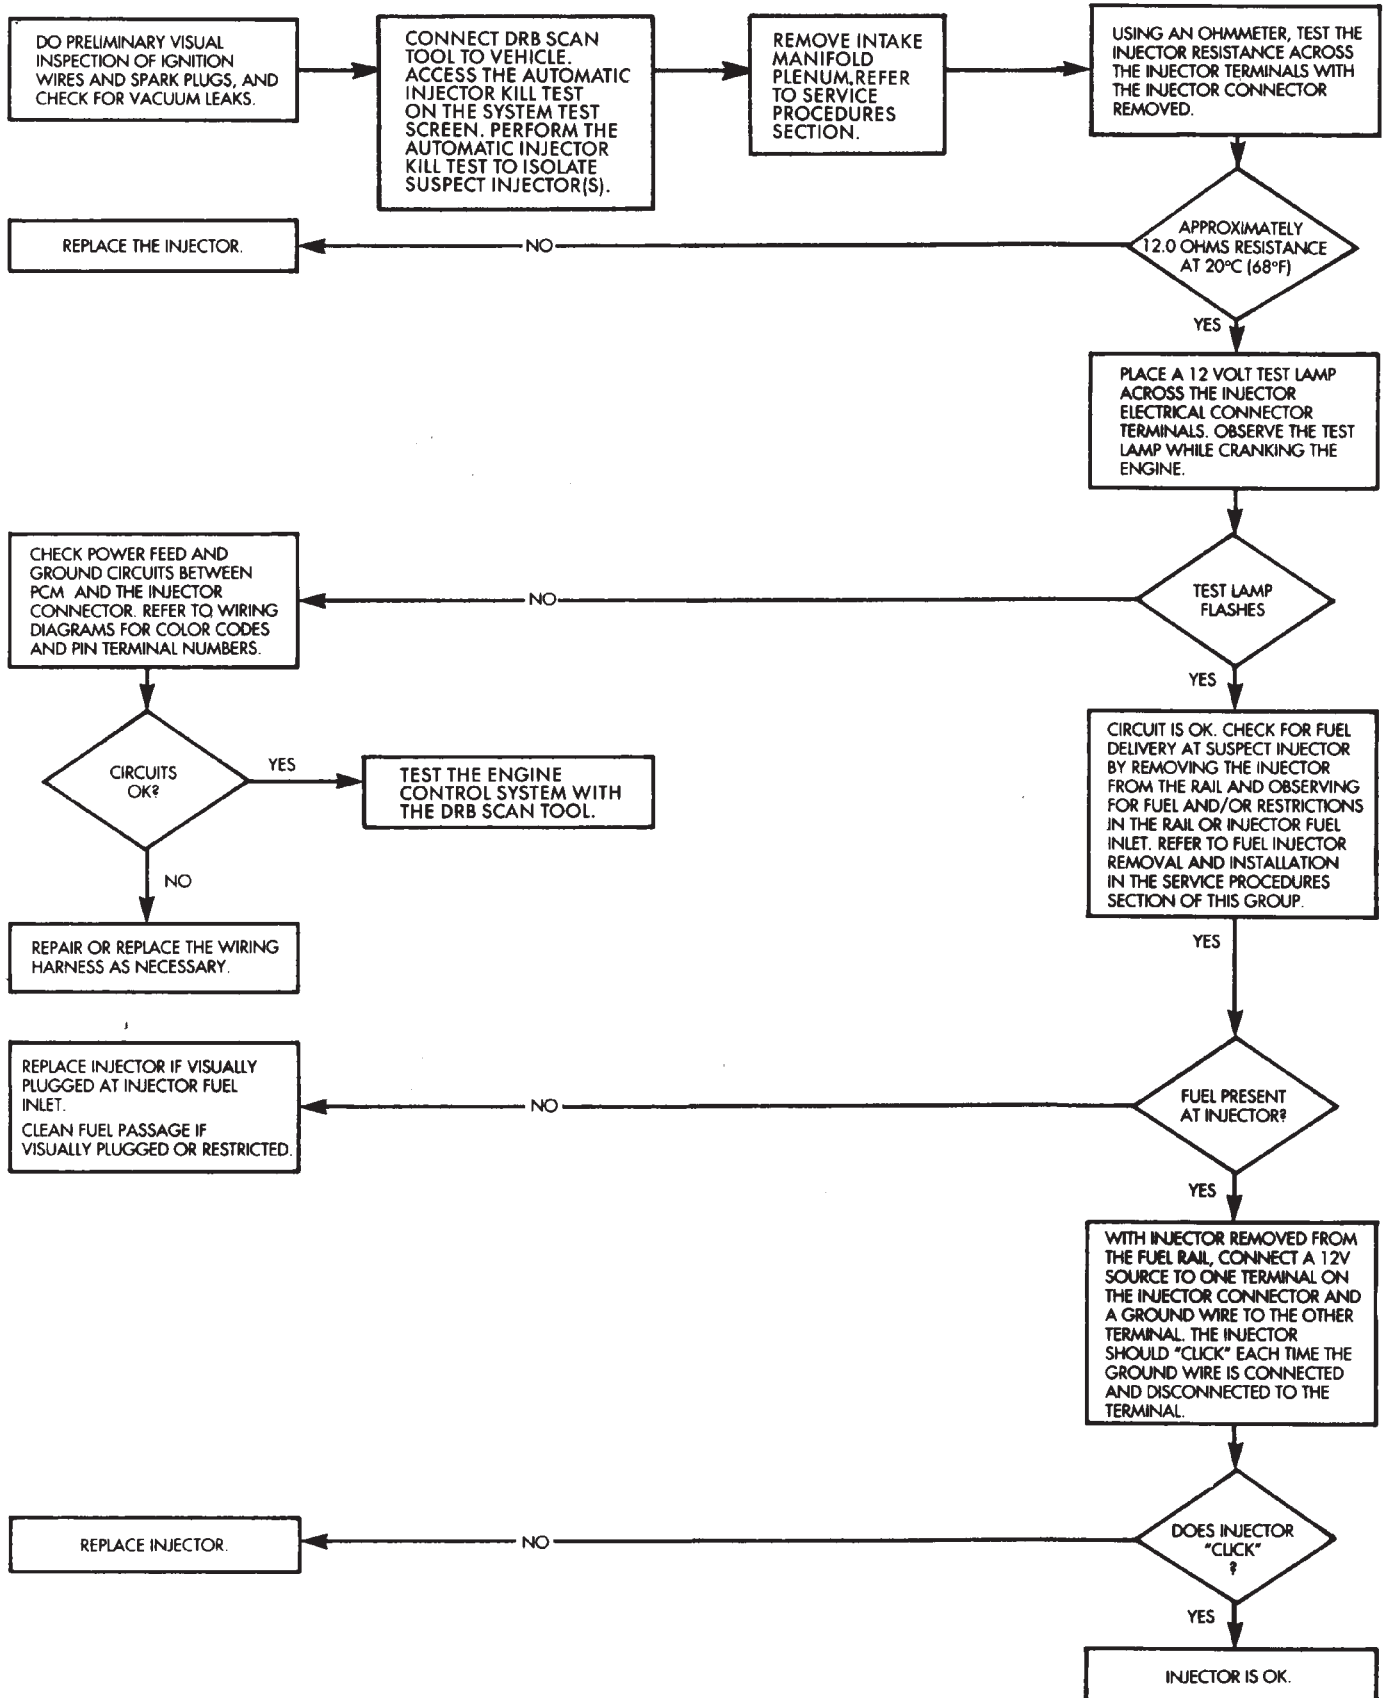 DO PRELIMINARY VISUAL
INSPECTION OF IGNITION
WIRES AND SPARK PLUGS, AND
CHECK FOR VACUUM LEAKS.
CONNECT DRB SCAN
TOOL TO VEHICLE.
ACCESS THE AUTOMATIC
INJECTOR KILL TEST
ON THE SYSTEM TEST
SCREEN. PERFORM THE
AUTOMATIC INJECTOR
KILL TEST TO ISOLATE
SUSPECT INJECTOR(S).
REMOVE INTAKE
MANIFOLD
PLENUM.REFER
TO SERVICE
PROCEDURES
SECTION.
USING AN OHMMETER, TEST THE
INJECTOR RESISTANCE ACROSS
THE INJECTOR TERMINALS WITH
THE INJECTOR CONNECTOR
REMOVED.
APPROXIMATELY
12.0 OHMS RESISTANCE
AT 20°C (68°F)
NO
REPLACE THE INJECTOR.
YES
PLACE A 12 VOLT TEST LAMP
ACROSS THE INJECTOR
ELECTRICAL CONNECTOR
TERMINALS. OBSERVE THE TEST
LAMP WHILE CRANKING THE
ENGINE.
TEST LAMP
FLASHES
NO
CHECK POWER FEED AND
GROUND CIRCUITS BETWEEN
PCM AND THE INJECTOR
CONNECTOR. REFER TO WIRING
DIAGRAMS FOR COLOR CODES
AND PIN TERMINAL NUMBERS.
CIRCUITS
OK?
YES
TEST THE ENGINE
CONTROL SYSTEM WITH
THE DRB SCAN TOOL.
NO
REPAIR OR REPLACE THE WIRING
HARNESS AS NECESSARY.
YES
CIRCUIT IS OK. CHECK FOR FUEL
DELIVERY AT SUSPECT INJECTOR
BY REMOVING THE INJECTOR
FROM THE RAIL AND OBSERVING
FOR FUEL AND/OR RESTRICTIONS
IN THE RAIL OR INJECTOR FUEL
INLET. REFER TO FUEL INJECTOR
REMOVAL AND INSTALLATION
IN THE SERVICE PROCEDURES
SECTION OF THIS GROUP.
YES
FUEL PRESENT
AT INJECTOR?
NO
REPLACE INJECTOR IF VISUALLY
PLUGGED AT INJECTOR FUEL
INLET.
CLEAN FUEL PASSAGE IF
VISUALLY PLUGGED OR RESTRICTED.
YES
WITH INJECTOR REMOVED FROM
THE FUEL RAIL, CONNECT A 12V
SOURCE TO ONE TERMINAL ON
THE INJECTOR CONNECTOR AND
A GROUND WIRE TO THE OTHER
TERMINAL. THE INJECTOR
SHOULD "CLICK" EACH TIME THE
GROUND WIRE IS CONNECTED
AND DISCONNECTED TO THE
TERMINAL.
DOES INJECTOR
"CLICK"
?
NO
REPLACE INJECTOR.
YES
INJECTOR IS OK.